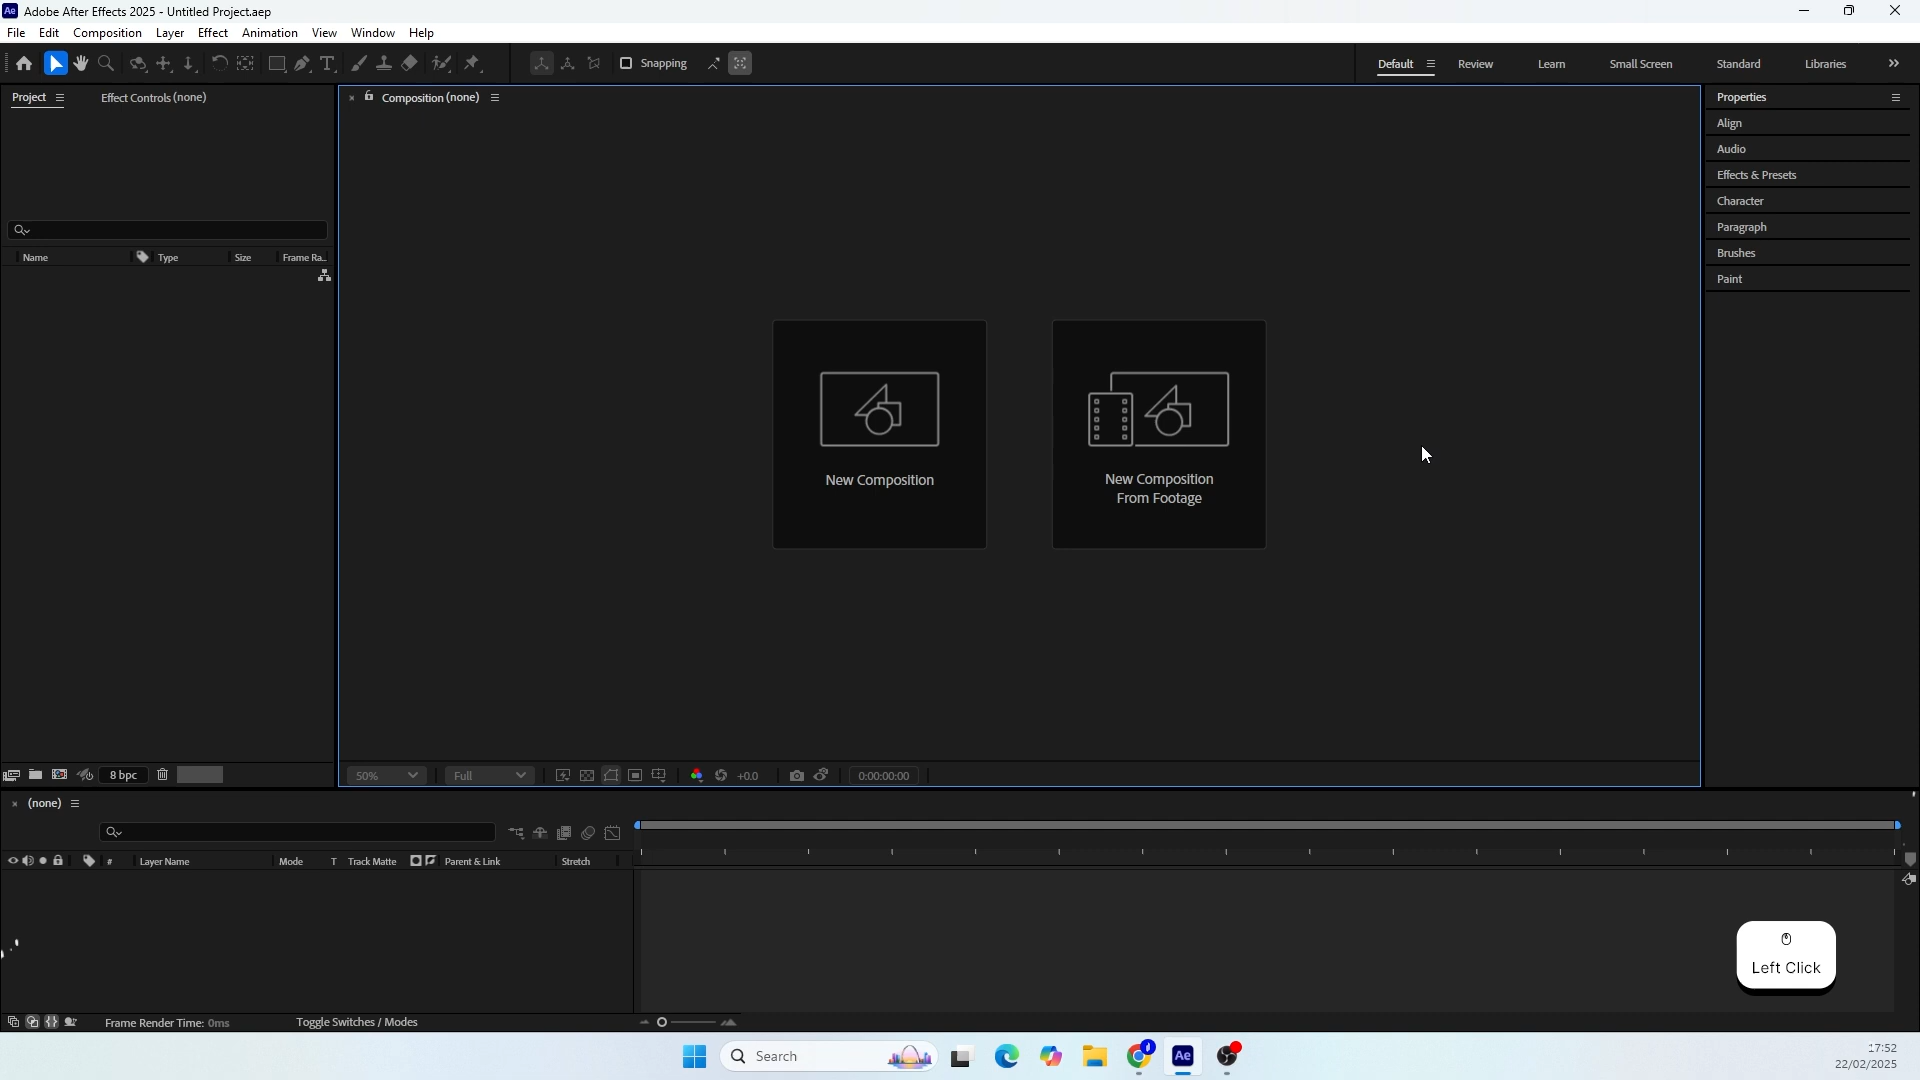 Ae Adobe After Effects 2025 - Untitled Project.aep
File Edit Composition Layer Effect Animation View Window Help
Snapping Default Review Learn Small Screen Standard Libraries
Project Effect Controls (none) Composition (none) Properties
Align
Audio
Effects & Presets
Character
Paragraph
Brushes
Paint
Name Type Size Frame Ra..
New Composition
New Composition
From Footage
8 bpc 50% Full +0.0 0:00:00:00
(none)
# Layer Name Mode T Track Matte Parent & Link Stretch
Left Click
Frame Render Time: 0ms Toggle Switches / Modes
Search Ae
17:52
22/02/2025